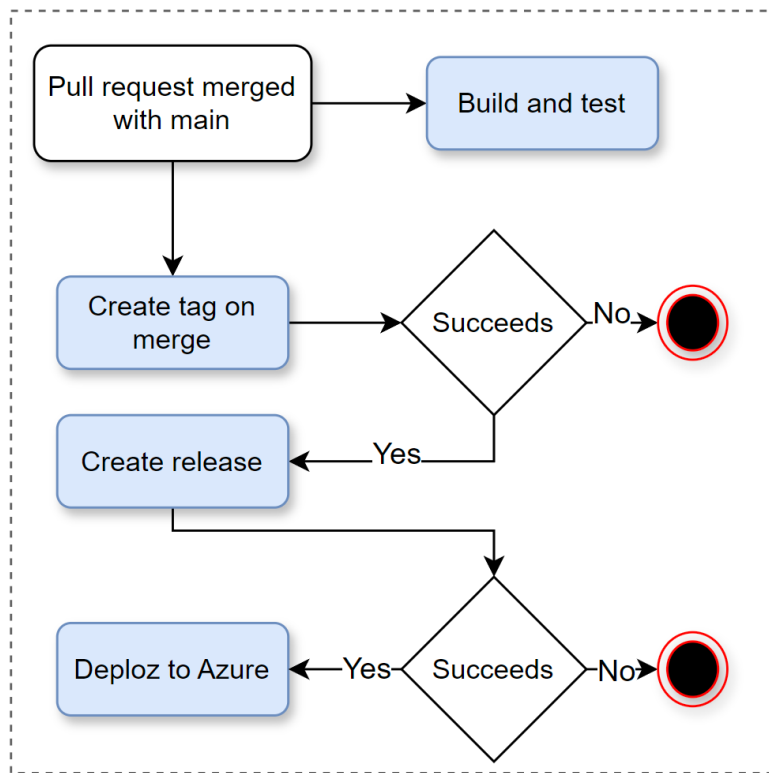 Pull request merged
with main
Build and test
Create tag on
merge
Succeeds
No
Create release
Yes
Deploz to Azure
Yes
Succeeds
No